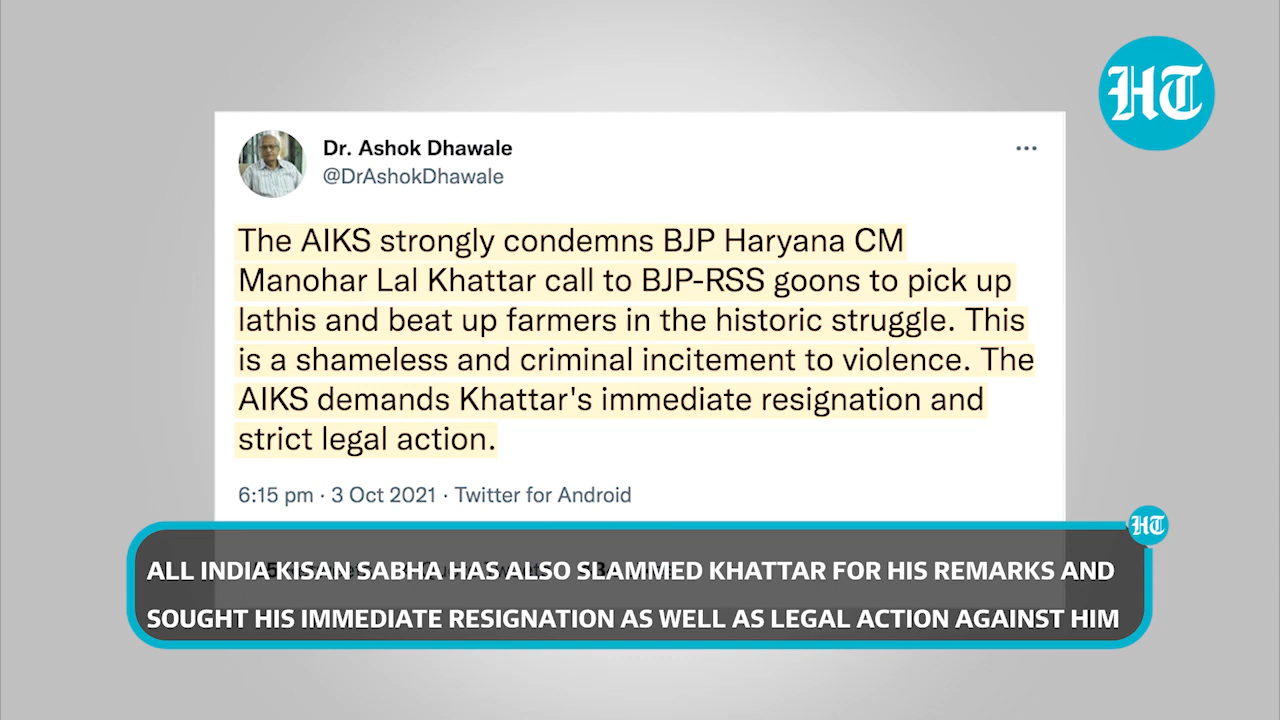 HT
Dr. Ashok Dhawale
@DrAshokDhawale
The AIKS strongly condemns BJP Haryana CM
Manohar Lal Khattar call to BJP-RSS goons to pick up
lathis and beat up farmers in the historic struggle. This
is a shameless and criminal incitement to violence. The
AIKS demands Khattar's immediate resignation and
strict legal action.
6:15 pm · 3 Oct 2021 · Twitter for Android
HT
ALL INDIA KISAN SABHA HAS ALSO SLAMMED KHATTAR FOR HIS REMARKS AND
SOUGHT HIS IMMEDIATE RESIGNATION AS WELL AS LEGAL ACTION AGAINST HIM